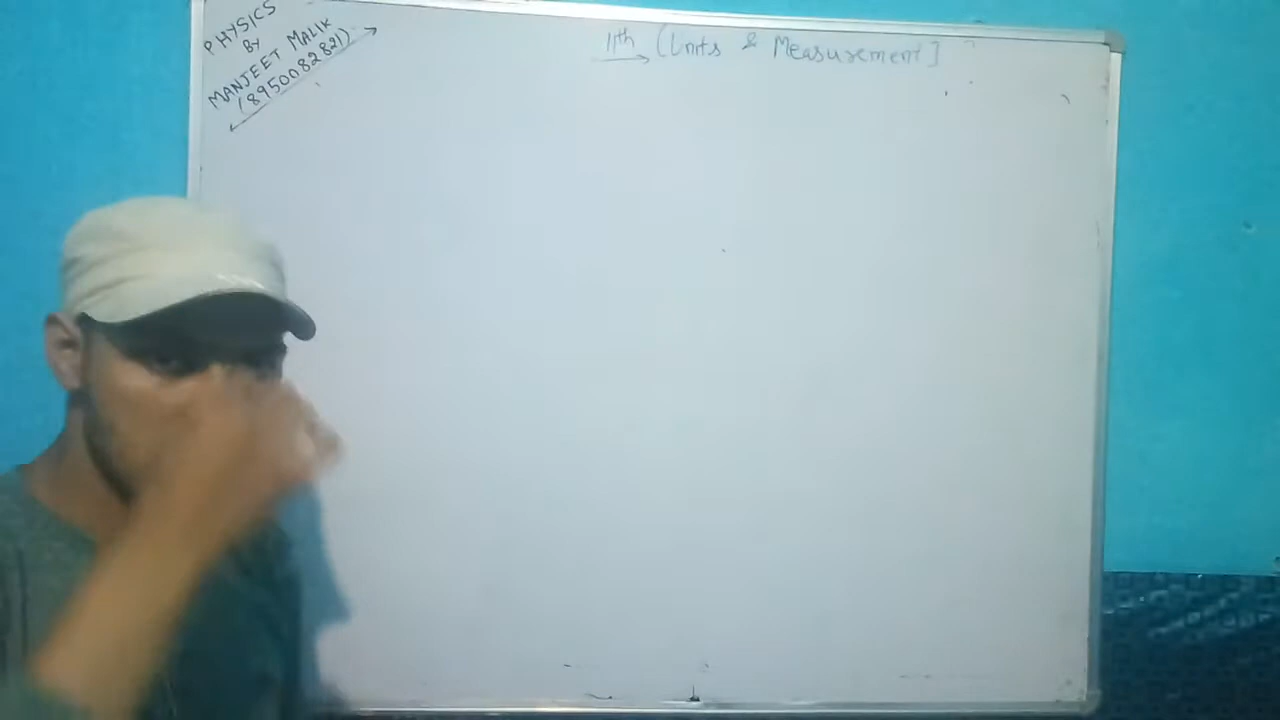 PHYSICS
By
MANJEET MALIK
(8950082821)
11th (Units & Measurement]